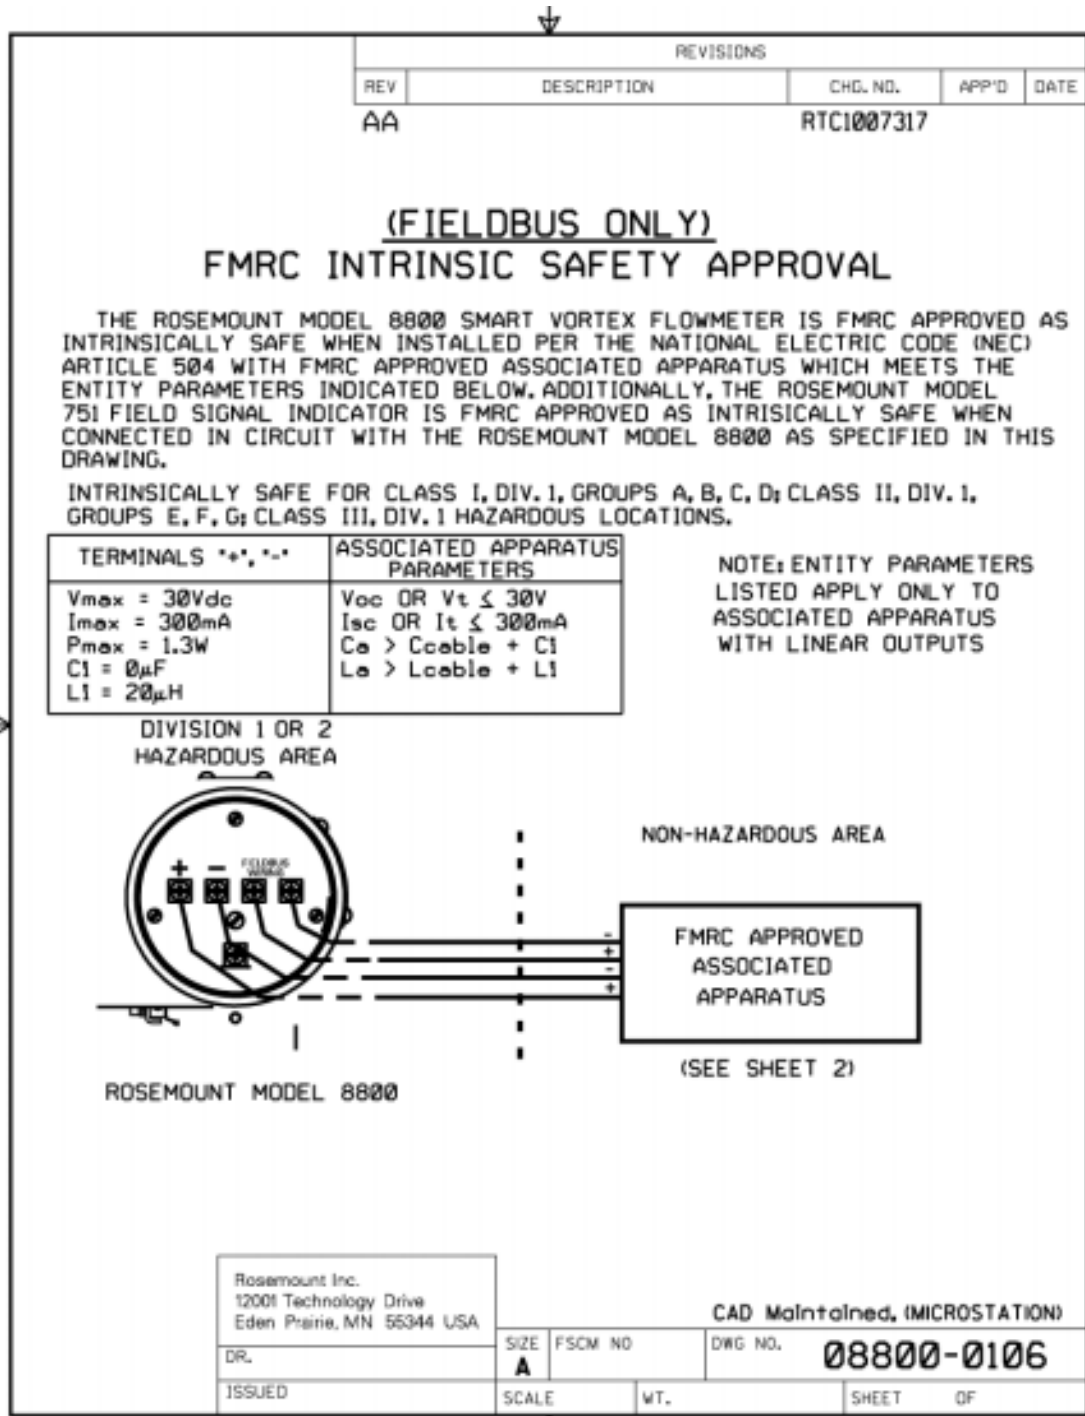 REVISIONS
REV DESCRIPTION CHG. NO. APP'D DATE
AA RTC1007317
(FIELDBUS ONLY)
FMRC INTRINSIC SAFETY APPROVAL
THE ROSEMOUNT MODEL 8800 SMART VORTEX FLOWMETER IS FMRC APPROVED AS
INTRINSICALLY SAFE WHEN INSTALLED PER THE NATIONAL ELECTRIC CODE (NEC)
ARTICLE 504 WITH FMRC APPROVED ASSOCIATED APPARATUS WHICH MEETS THE
ENTITY PARAMETERS INDICATED BELOW. ADDITIONALLY, THE ROSEMOUNT MODEL
751 FIELD SIGNAL INDICATOR IS FMRC APPROVED AS INTRISICALLY SAFE WHEN
CONNECTED IN CIRCUIT WITH THE ROSEMOUNT MODEL 8800 AS SPECIFIED IN THIS
DRAWING.
INTRINSICALLY SAFE FOR CLASS I, DIV. 1, GROUPS A, B, C, D; CLASS II, DIV. 1,
GROUPS E, F, G; CLASS III, DIV. 1 HAZARDOUS LOCATIONS.
TERMINALS "+", "-"
ASSOCIATED APPARATUS
PARAMETERS
Vmax = 30Vdc
Imax = 300mA
Pmax = 1.3W
C1 = 0µF
L1 = 20µH
Voc OR Vt ≤ 30V
Isc OR It ≤ 300mA
Ca > Ccable + C1
La > Lcable + L1
NOTE: ENTITY PARAMETERS
LISTED APPLY ONLY TO
ASSOCIATED APPARATUS
WITH LINEAR OUTPUTS
DIVISION 1 OR 2
HAZARDOUS AREA
+ - FIELDBUS
WIRING
NON-HAZARDOUS AREA
-
+
-
+
FMRC APPROVED
ASSOCIATED
APPARATUS
(SEE SHEET 2)
ROSEMOUNT MODEL 8800
Rosemount Inc.
12001 Technology Drive
Eden Prairie, MN 55344 USA
CAD Maintained, (MICROSTATION)
DR.
SIZE A
FSCM NO
DWG NO. 08800-0106
ISSUED
SCALE WT. SHEET OF